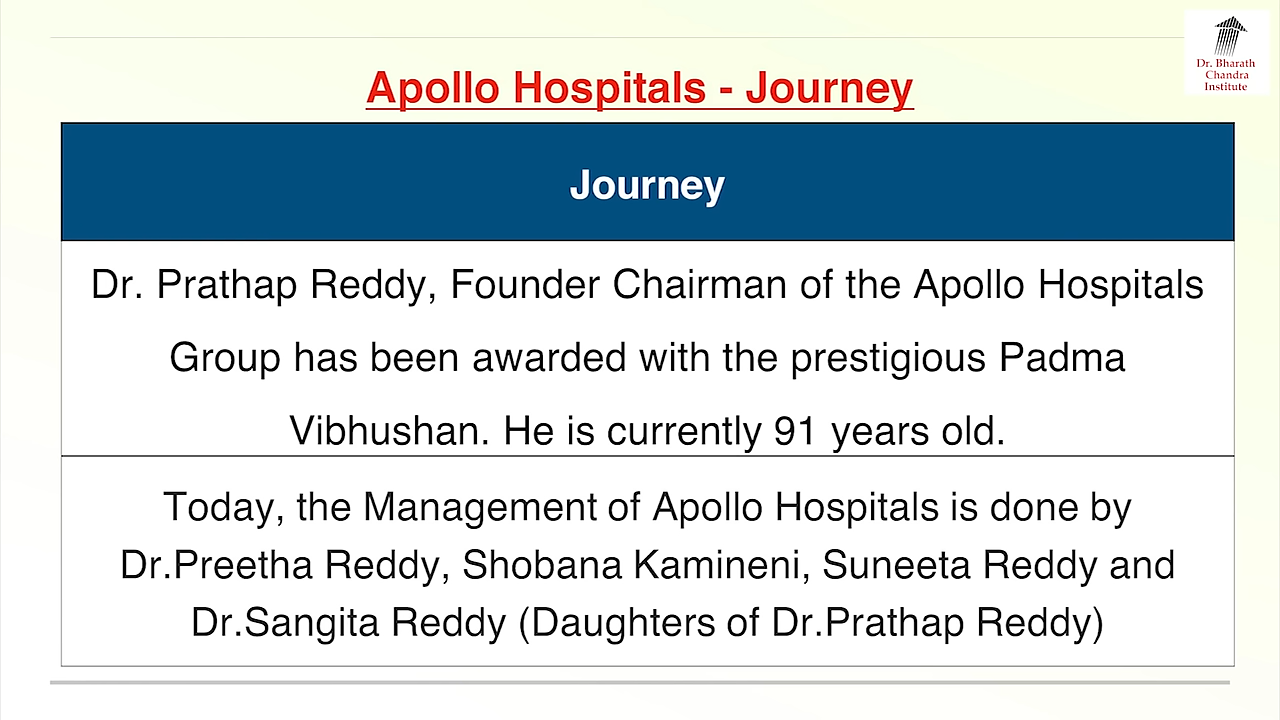 Dr. Bharath
Chandra
Institute
Apollo Hospitals - Journey
Journey
Dr. Prathap Reddy, Founder Chairman of the Apollo Hospitals
Group has been awarded with the prestigious Padma
Vibhushan. He is currently 91 years old.
Today, the Management of Apollo Hospitals is done by
Dr.Preetha Reddy, Shobana Kamineni, Suneeta Reddy and
Dr.Sangita Reddy (Daughters of Dr.Prathap Reddy)